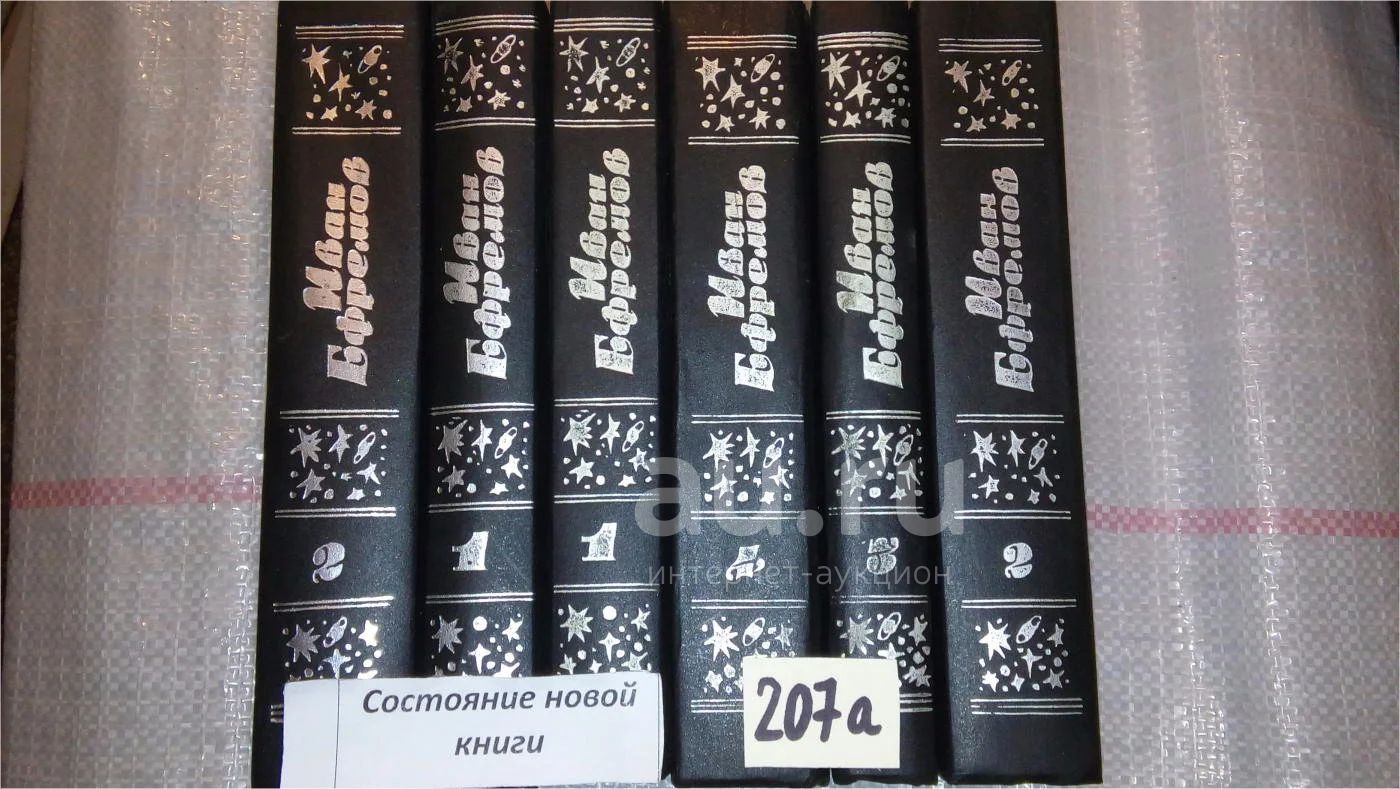 Иван
Ефремов
2
Иван
Ефремов
1
Иван
Ефремов
1
Иван
Ефремов
4
Иван
Ефремов
Иван
Ефремов
2
au.ru
интернет-аукцион
Состояние новой
книги
207а